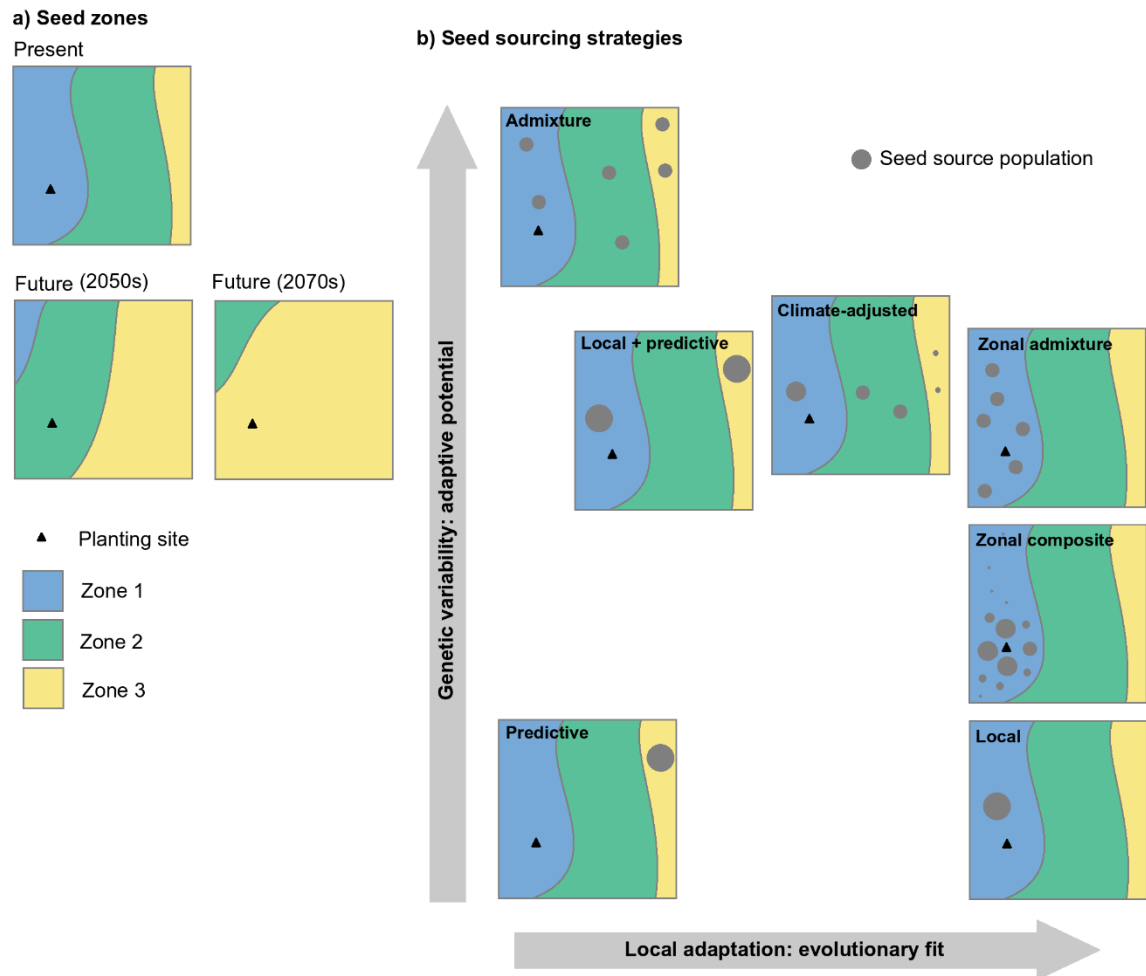 a) Seed zones
Present
Future (2050s)
Future (2070s)
Planting site
Zone 1
Zone 2
Zone 3
b) Seed sourcing strategies
Seed source population
Admixture
Local + predictive
Climate-adjusted
Zonal admixture
Zonal composite
Predictive
Local
Genetic variability: adaptive potential
Local adaptation: evolutionary fit